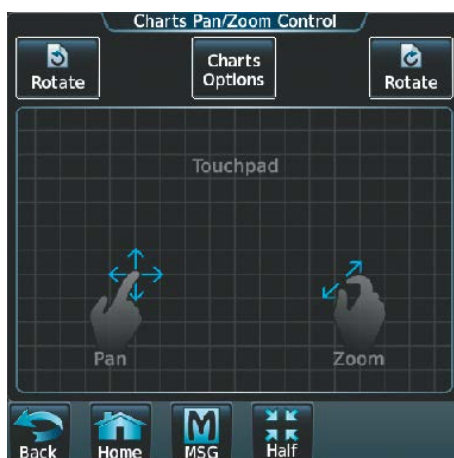 Charts Pan/Zoom Control
Rotate
Charts
Options
Rotate
Touchpad
Pan
Zoom
Back
Home
MSG
Half